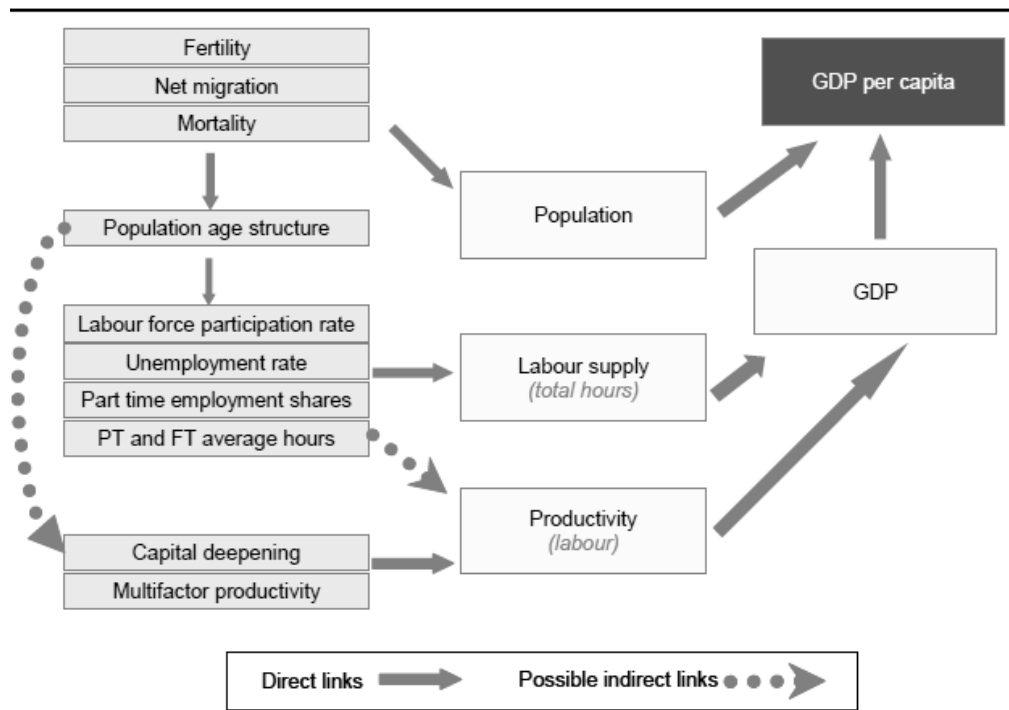 Fertility
Net migration
Mortality
GDP per capita
Population age structure
Population
GDP
Labour force participation rate
Unemployment rate
Part time employment shares
PT and FT average hours
Labour supply
(total hours)
Productivity
(labour)
Capital deepening
Multifactor productivity
Direct links
Possible indirect links